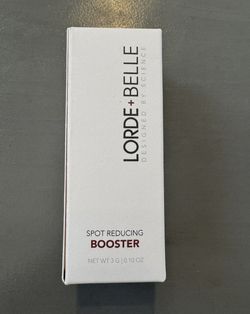 LORDE+BELLE
DESIGNED BY SCIENCE
SPOT REDUCING
BOOSTER
NET WT 3 G | 0.10 OZ